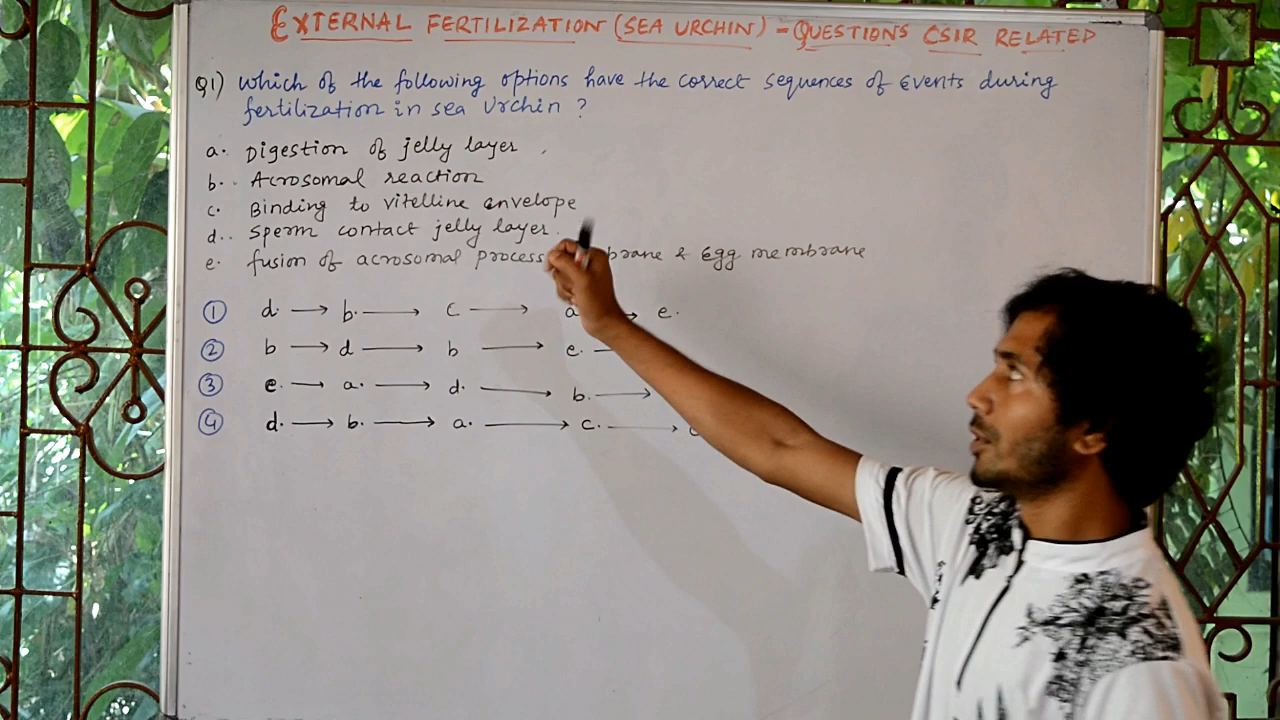 EXTERNAL FERTILIZATION (SEA URCHIN) - QUESTIONS CSIR RELATED
Q1) Which of the following options have the correct sequences of Events during
fertilization in sea Urchin ?
a. Digestion of jelly layer
b. Acrosomal reaction
c. Binding to vitelline envelope
d. Sperm contact jelly layer.
e. fusion of acrosomal process & Egg membrane
① d. → b. → c → a → e.
② b → d → b → e. →
③ e. → a. → d. → b. →
④ d. → b. → a. → c. →